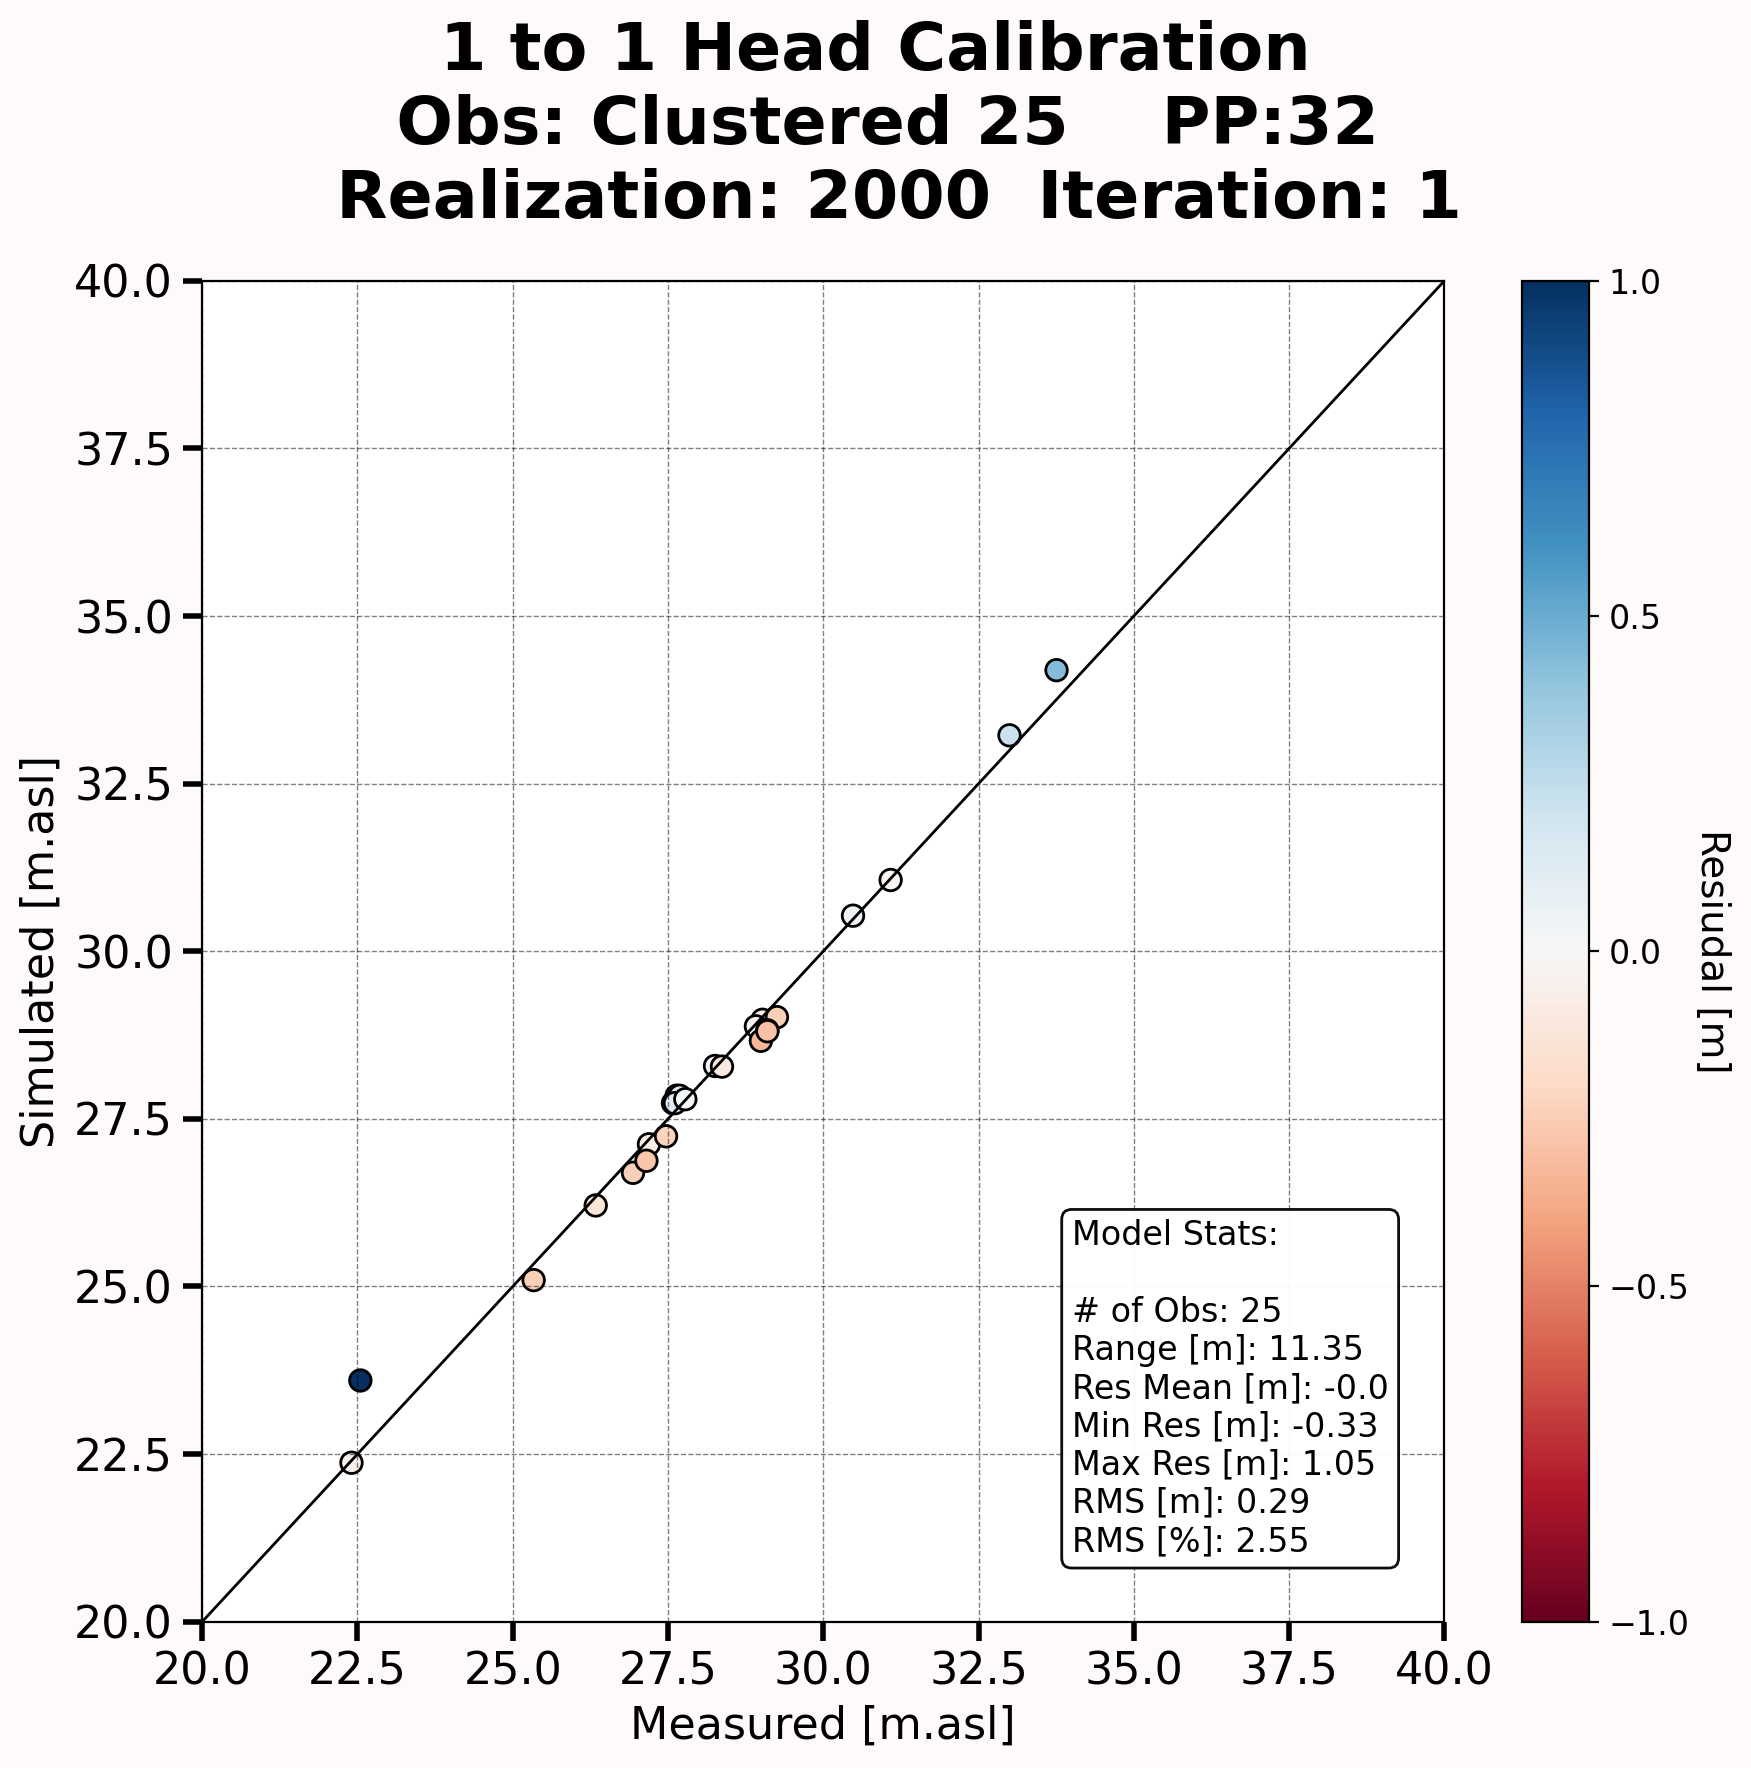 1 to 1 Head Calibration
Obs: Clustered 25    PP:32
Realization: 2000  Iteration: 1
40.0
37.5
35.0
32.5
30.0
27.5
25.0
22.5
20.0
Simulated [m.asl]
20.0 22.5 25.0 27.5 30.0 32.5 35.0 37.5 40.0
Measured [m.asl]
Model Stats:
# of Obs: 25
Range [m]: 11.35
Res Mean [m]: -0.0
Min Res [m]: -0.33
Max Res [m]: 1.05
RMS [m]: 0.29
RMS [%]: 2.55
1.0
0.5
0.0
−0.5
−1.0
Resiudal [m]